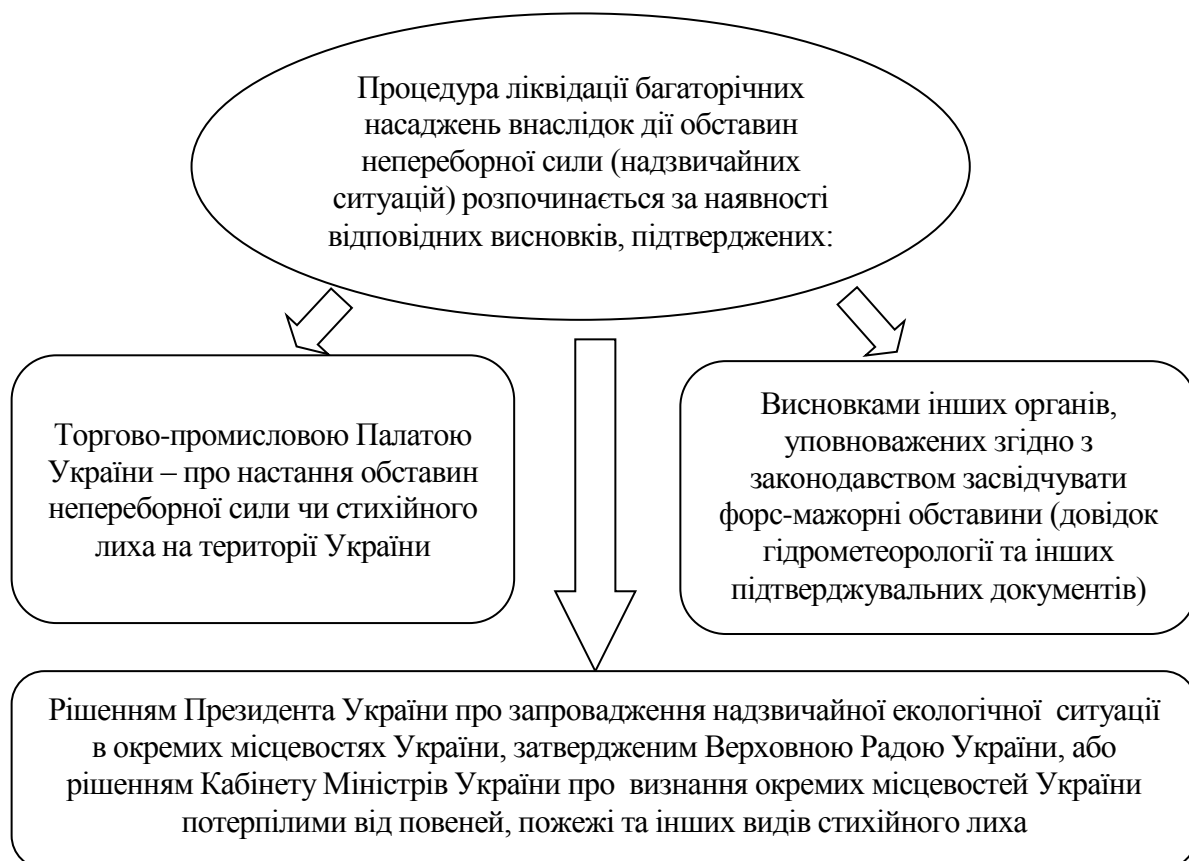 Процедура ліквідації багаторічних
насаджень внаслідок дії обставин
непереборної сили (надзвичайних
ситуацій) розпочинається за наявності
відповідних висновків, підтверджених:
Торгово-промисловою Палатою
України – про настання обставин
непереборної сили чи стихійного
лиха на території України
Висновками інших органів,
уповноважених згідно з
законодавством засвідчувати
форс-мажорні обставини (довідок
гідрометеорології та інших
підтверджувальних документів)
Рішенням Президента України про запровадження надзвичайної екологічної ситуації
в окремих місцевостях України, затвердженим Верховною Радою України, або
рішенням Кабінету Міністрів України про визнання окремих місцевостей України
потерпілими від повеней, пожежі та інших видів стихійного лиха